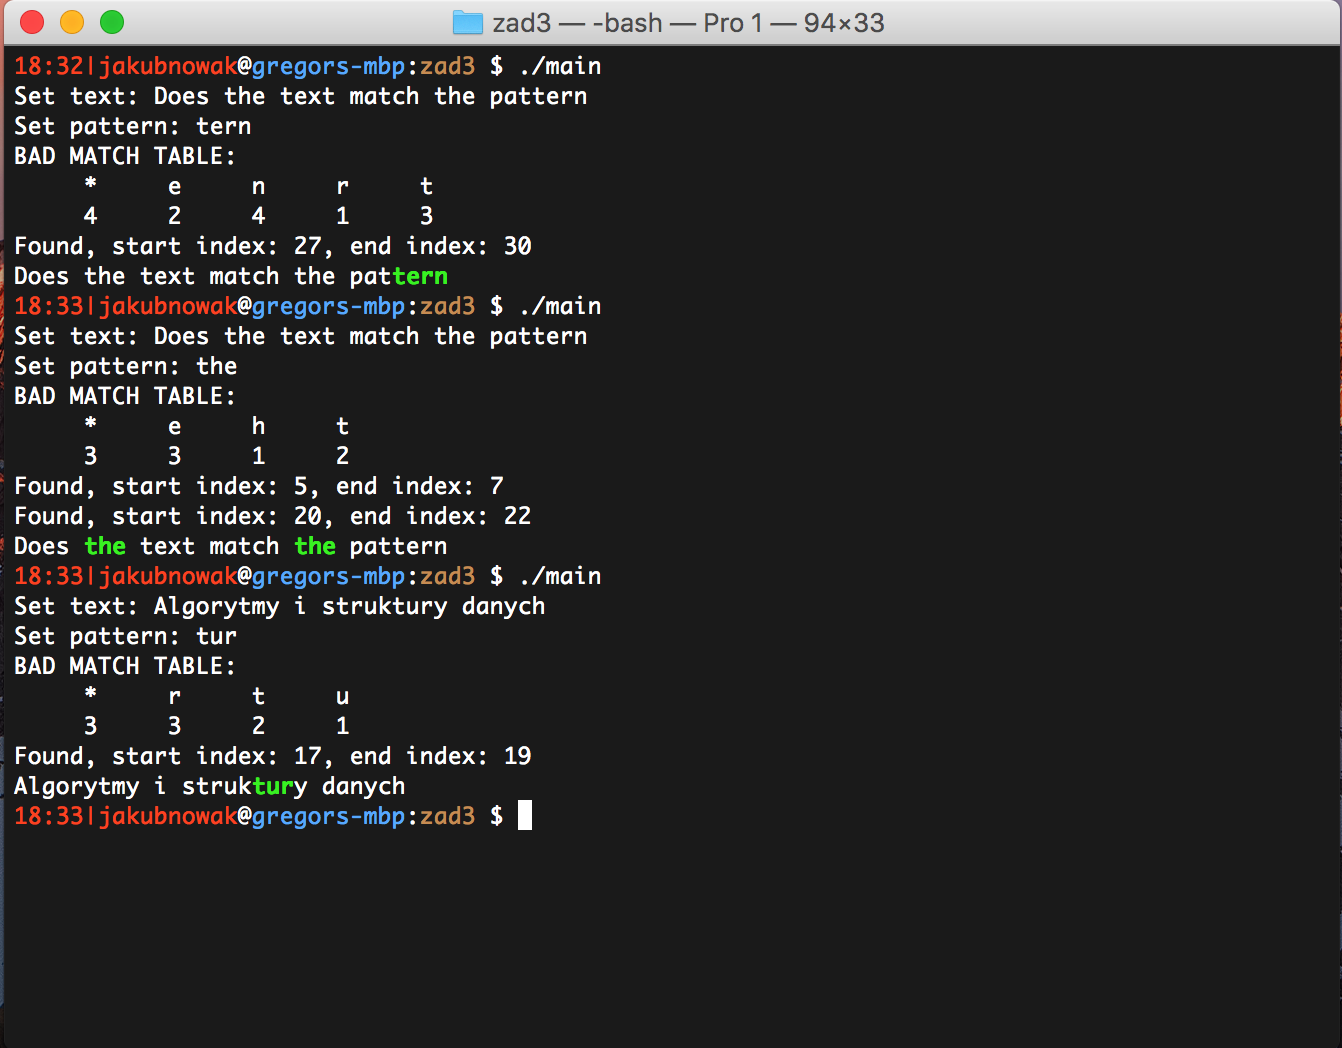 zad3 — -bash — Pro 1 — 94×33
18:32|jakubnowak@gregors-mbp:zad3 $ ./main
Set text: Does the text match the pattern
Set pattern: tern
BAD MATCH TABLE:
     *     e     n     r     t
     4     2     4     1     3
Found, start index: 27, end index: 30
Does the text match the pattern
18:33|jakubnowak@gregors-mbp:zad3 $ ./main
Set text: Does the text match the pattern
Set pattern: the
BAD MATCH TABLE:
     *     e     h     t
     3     3     1     2
Found, start index: 5, end index: 7
Found, start index: 20, end index: 22
Does the text match the pattern
18:33|jakubnowak@gregors-mbp:zad3 $ ./main
Set text: Algorytmy i struktury danych
Set pattern: tur
BAD MATCH TABLE:
     *     r     t     u
     3     3     2     1
Found, start index: 17, end index: 19
Algorytmy i struktury danych
18:33|jakubnowak@gregors-mbp:zad3 $